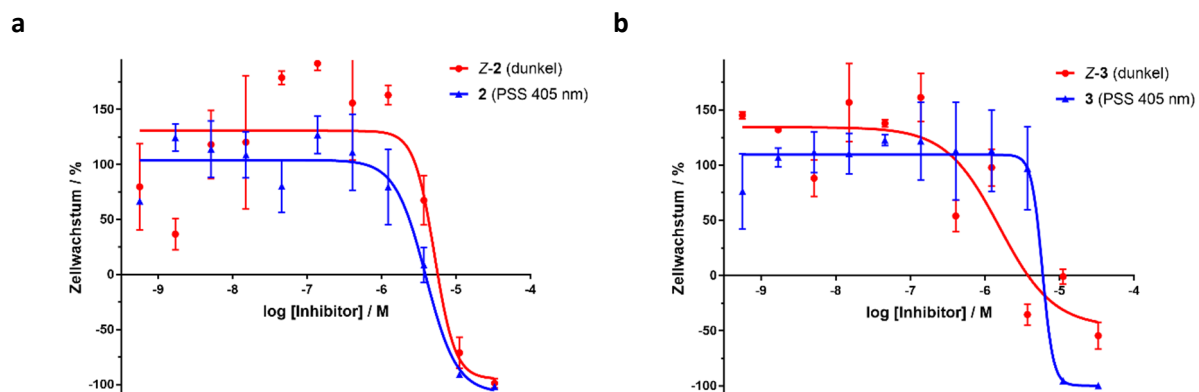 a
Z-2 (dunkel)
2 (PSS 405 nm)
Zellwachstum / %
150
100
50
0
-50
-100
-9
-8
-7
-6
-5
-4
log [Inhibitor] / M
b
Z-3 (dunkel)
3 (PSS 405 nm)
Zellwachstum / %
150
100
50
0
-50
-100
-9
-8
-7
-6
-5
-4
log [Inhibitor] / M